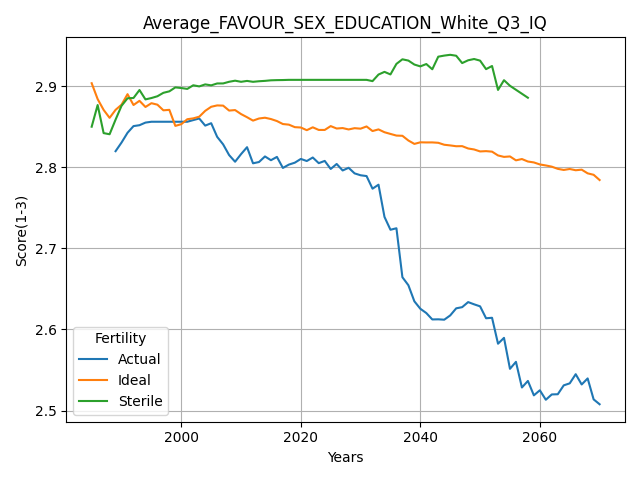 Average_FAVOUR_SEX_EDUCATION_White_Q3_IQ
Score(1-3)
2.9
2.8
2.7
2.6
2.5
Fertility
Actual
Ideal
Sterile
2000
2020
2040
2060
Years